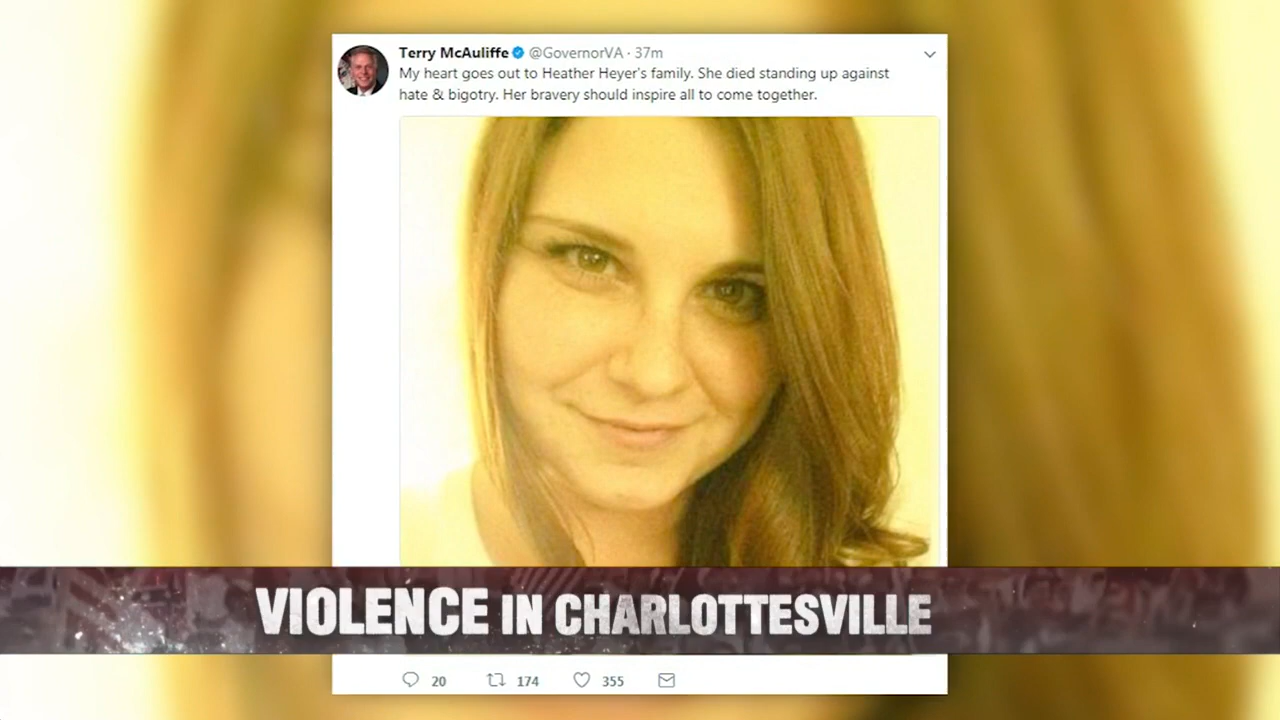 Terry McAuliffe @GovernorVA · 37m
My heart goes out to Heather Heyer's family. She died standing up against
hate & bigotry. Her bravery should inspire all to come together.
VIOLENCE IN CHARLOTTESVILLE
20 174 355